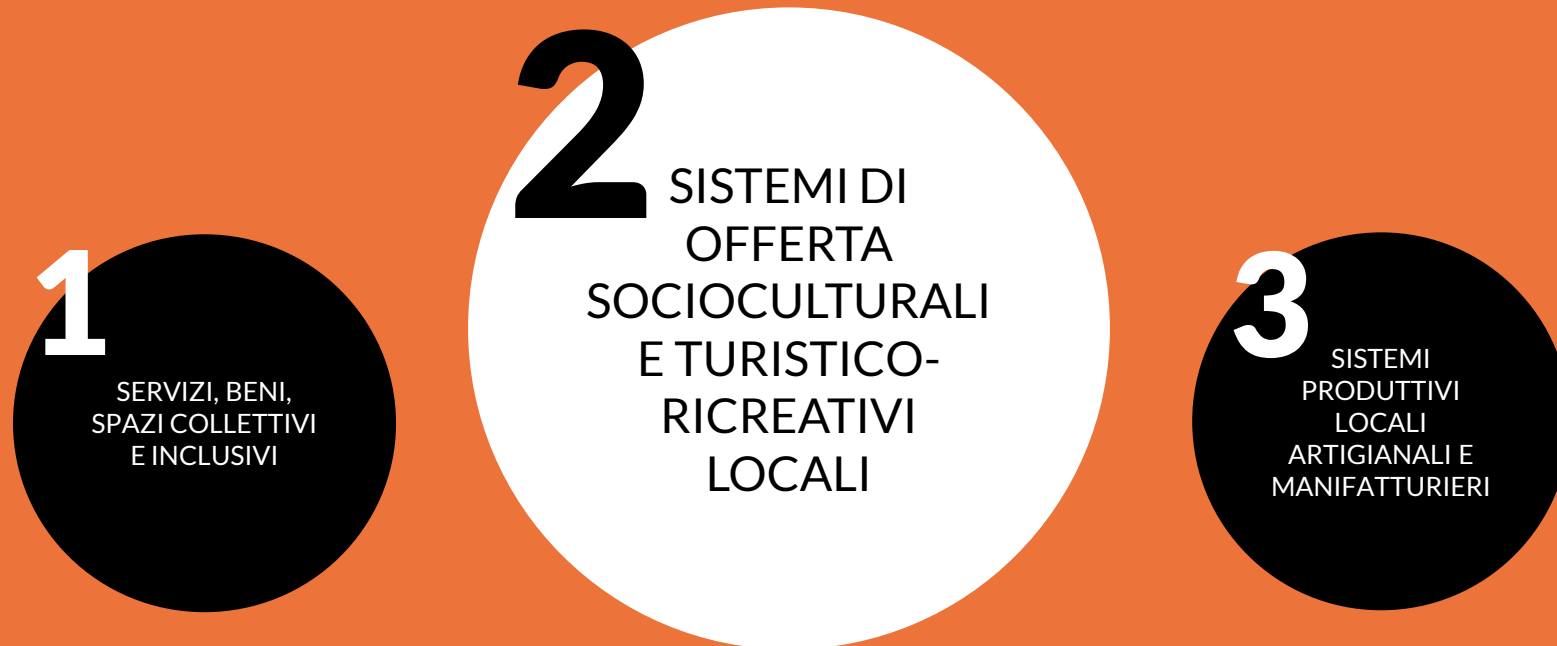 1
SERVIZI, BENI,
SPAZI COLLETTIVI
E INCLUSIVI
2
SISTEMI DI
OFFERTA
SOCIOCULTURALI
E TURISTICO-
RICREATIVI
LOCALI
3
SISTEMI
PRODUTTIVI
LOCALI
ARTIGIANALI E
MANIFATTURIERI